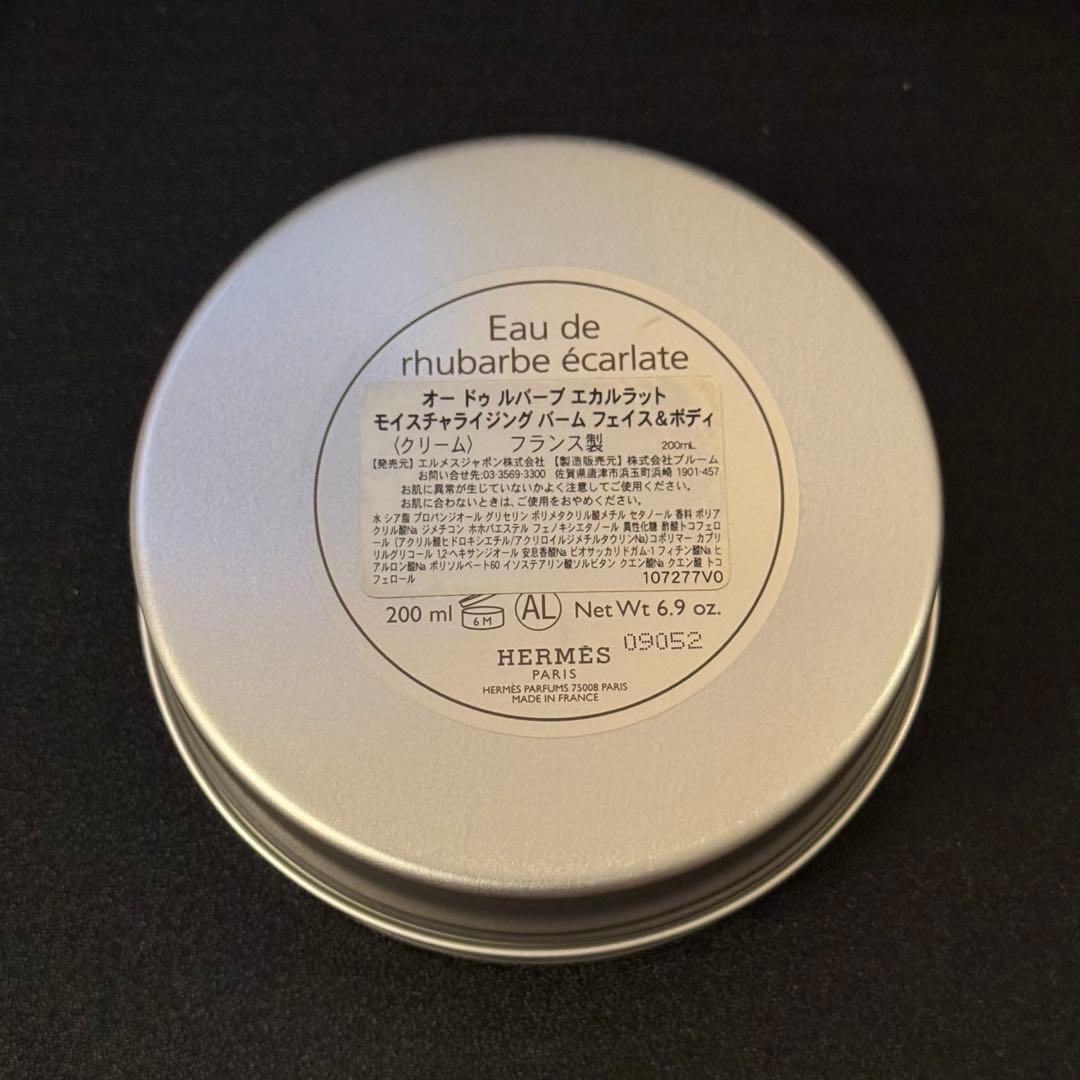 Eau de
rhubarbe écarlate
オー ドゥ ルバーブ エカルラット
モイスチャライジング バーム フェイス&ボディ
〈クリーム〉 フランス製 200mL
【発売元】エルメスジャポン株式会社 【製造販売元】株式会社ブルーム
お問い合せ先:03-3569-3300 佐賀県唐津市浜玉町浜崎 1901-457
お肌に異常が生じていないかよく注意してご使用ください。
お肌に合わないときは、ご使用をおやめください。
水 シア脂 プロパンジオール グリセリン ポリメタクリル酸メチル セタノール 香料 ポリア
クリル酸Na ジメチコン ホホバエステル フェノキシエタノール 異性化糖 酢酸トコフェロ
ール (アクリル酸ヒドロキシエチル/アクリロイルジメチルタウリンNa)コポリマー カプリ
リルグリコール 1,2-ヘキサンジオール 安息香酸Na ビオサッカリドガム-1 フィチン酸Na ヒ
アルロン酸Na ポリソルベート60 イソステアリン酸ソルビタン クエン酸Na クエン酸 トコ
フェロール 107277V0
200 ml 6 M AL Net Wt 6.9 oz.
HERMÈS 09052
PARIS
HERMÈS PARFUMS 75008 PARIS
MADE IN FRANCE